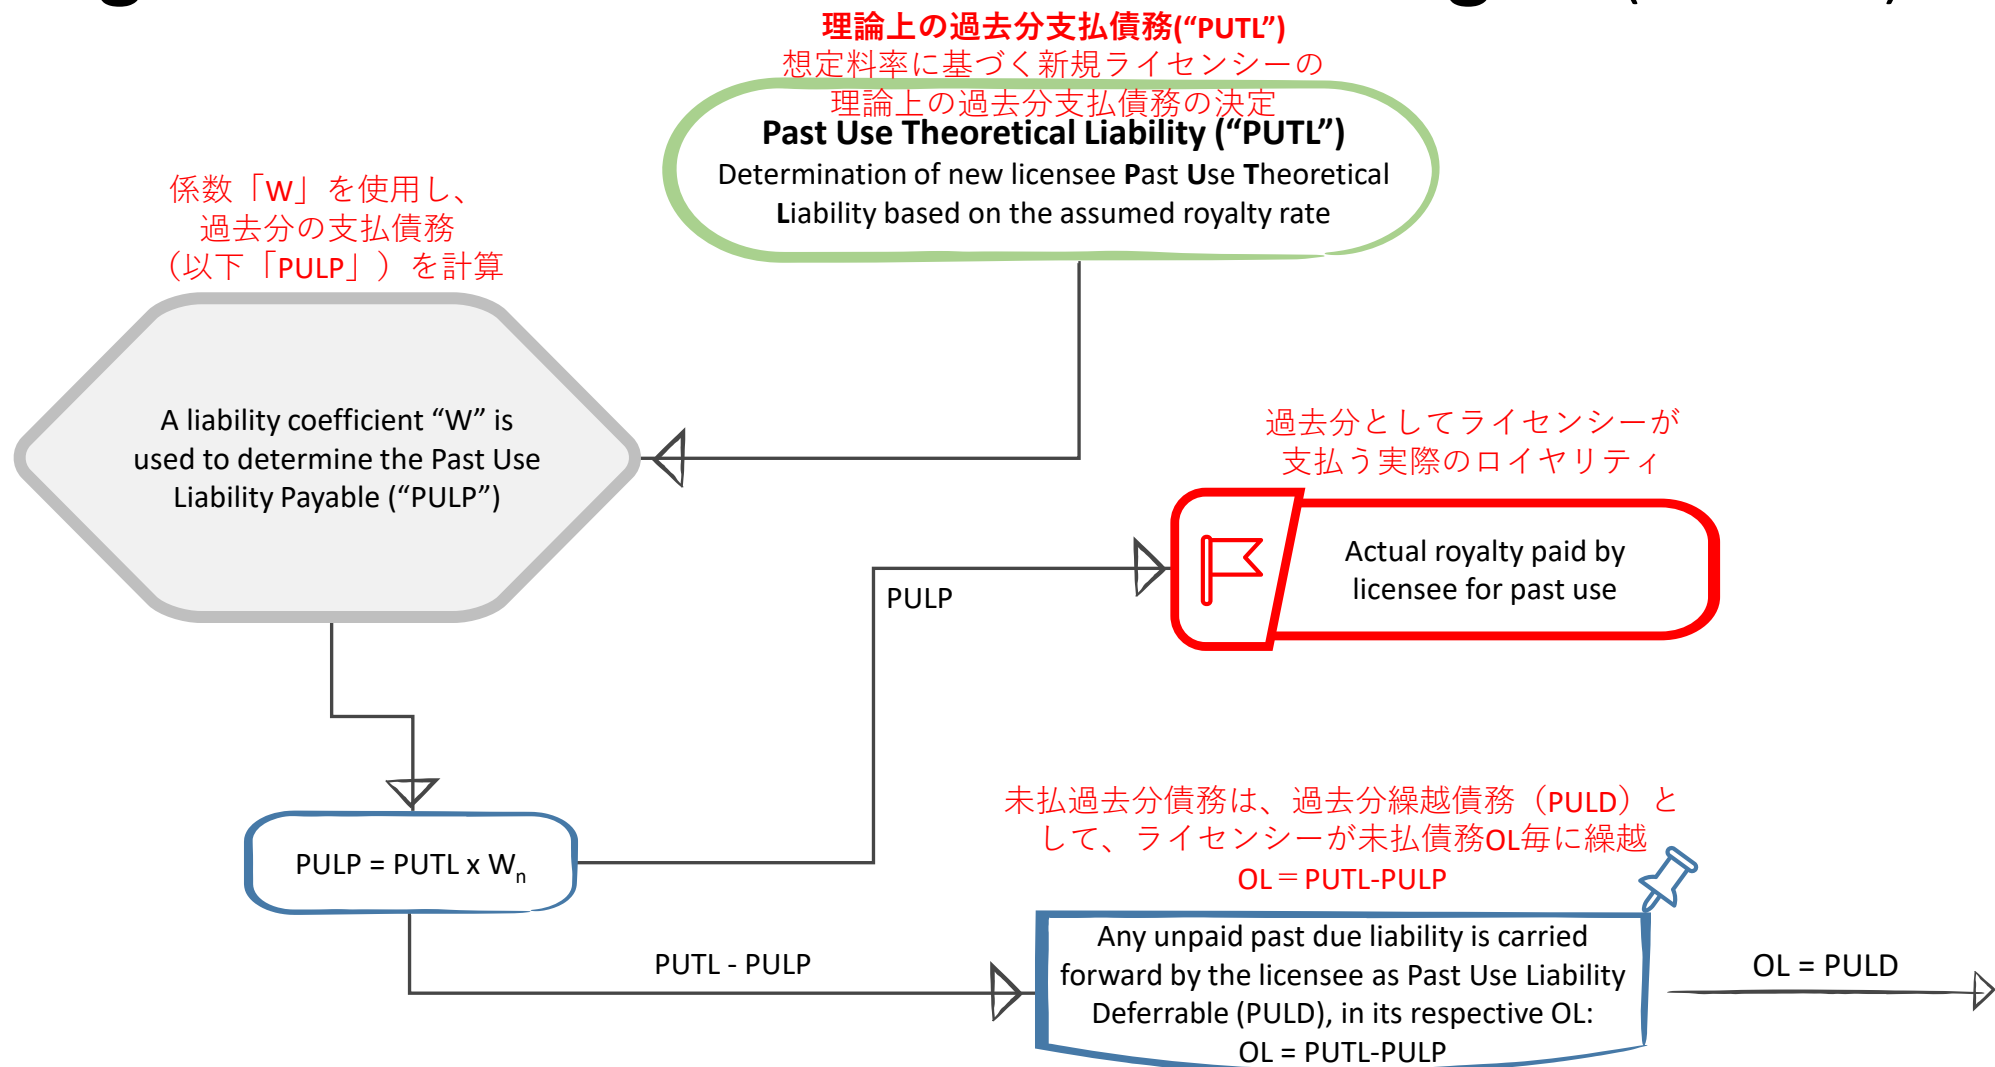 理論上の過去分支払債務(“PUTL”)
想定料率に基づく新規ライセンシーの
理論上の過去分支払債務の決定
Past Use Theoretical Liability (“PUTL”)
Determination of new licensee Past Use Theoretical
Liability based on the assumed royalty rate
係数「W」を使用し、
過去分の支払債務
（以下「PULP」）を計算
A liability coefficient “W” is
used to determine the Past Use
Liability Payable (“PULP”)
過去分としてライセンシーが
支払う実際のロイヤリティ
Actual royalty paid by
licensee for past use
PULP
PULP = PUTL x Wn
未払過去分債務は、過去分繰越債務（PULD）と
して、ライセンシーが未払債務OL毎に繰越
OL＝PUTL-PULP
PUTL - PULP
Any unpaid past due liability is carried
forward by the licensee as Past Use Liability
Deferrable (PULD), in its respective OL:
OL = PUTL-PULP
OL = PULD